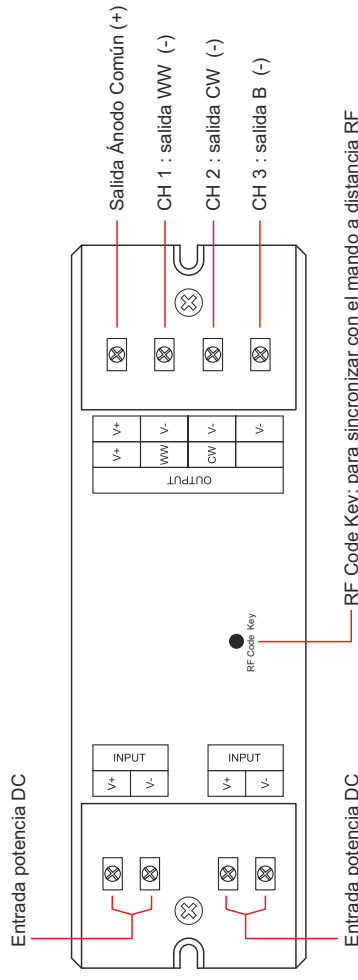 Entrada potencia DC
INPUT
V+
V-
INPUT
V+
V-
Entrada potencia DC
RF Code Key
RF Code Key: para sincronizar con el mando a distancia RF
OUTPUT
V+ V+
WW V-
CW V-
V-
Salida Ánodo Común (+)
CH 1 : salida WW (-)
CH 2 : salida CW (-)
CH 3 : salida B (-)